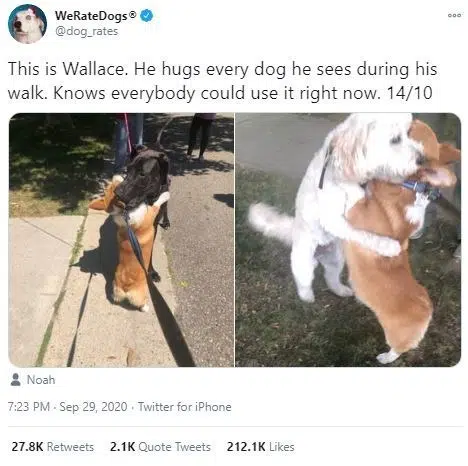 WeRateDogs®
@dog_rates
This is Wallace. He hugs every dog he sees during his
walk. Knows everybody could use it right now. 14/10
Noah
7:23 PM · Sep 29, 2020 · Twitter for iPhone
27.8K Retweets 2.1K Quote Tweets 212.1K Likes